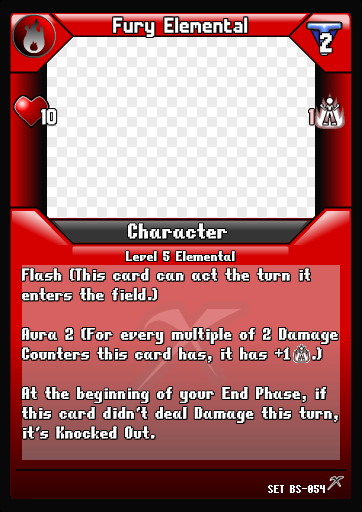 Fury Elemental
2
10
1
Character
Level 5 Elemental
Flash (This card can act the turn it
enters the field.)
Aura 2 (For every multiple of 2 Damage
Counters this card has, it has +1.)
At the beginning of your End Phase, if
this card didn't deal Damage this turn,
it's Knocked Out.
SET BS-054